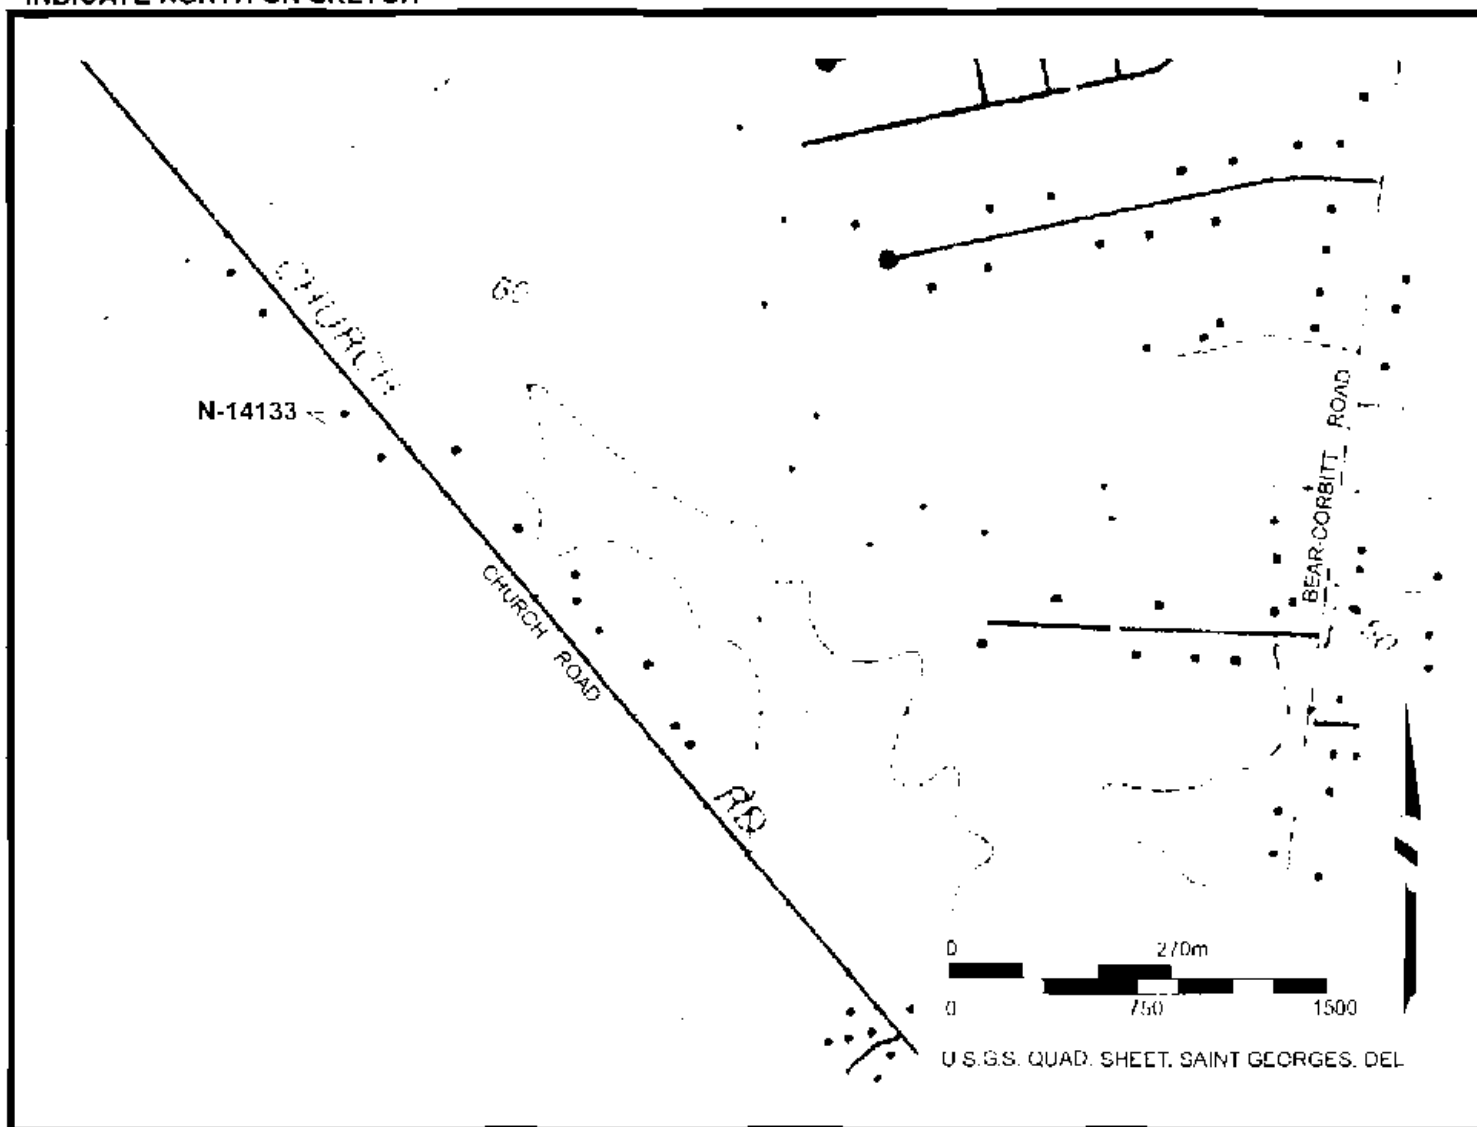 INDICATE NORTH ON SKETCH
CHURCH
N-14133
CHURCH ROAD
RD
BEAR-CORBITT ROAD
0 270m
0 750 1500
U.S.G.S. QUAD. SHEET. SAINT GEORGES. DEL